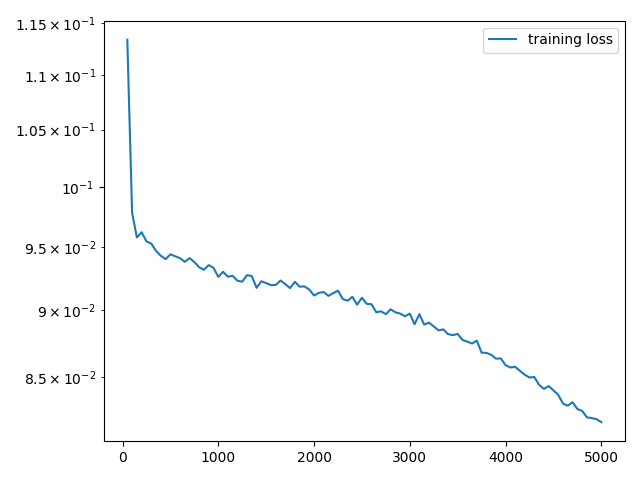 1.15 × 10⁻¹
training loss
1.1 × 10⁻¹
1.05 × 10⁻¹
10⁻¹
9.5 × 10⁻²
9 × 10⁻²
8.5 × 10⁻²
0 1000 2000 3000 4000 5000